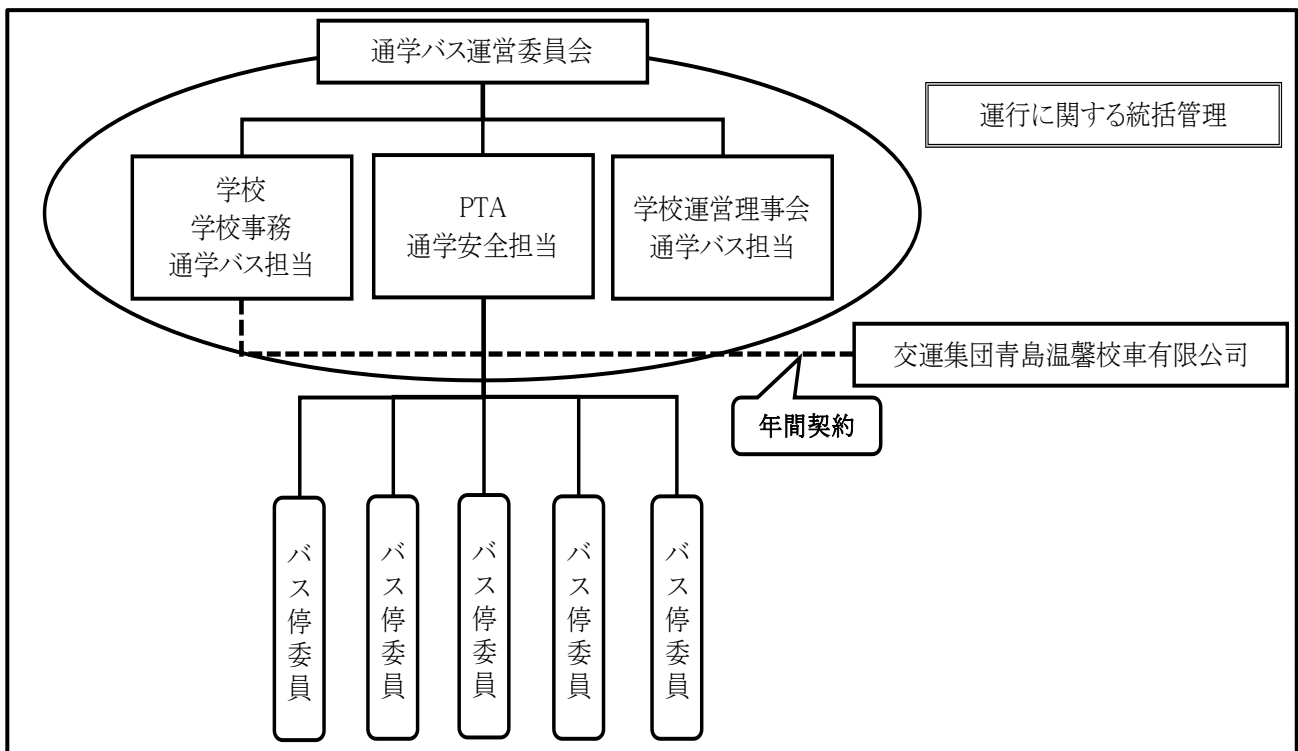 通学バス運営委員会
運行に関する統括管理
学校
学校事務
通学バス担当
PTA
通学安全担当
学校運営理事会
通学バス担当
交運集団青島温馨校車有限公司
年間契約
バス停委員
バス停委員
バス停委員
バス停委員
バス停委員